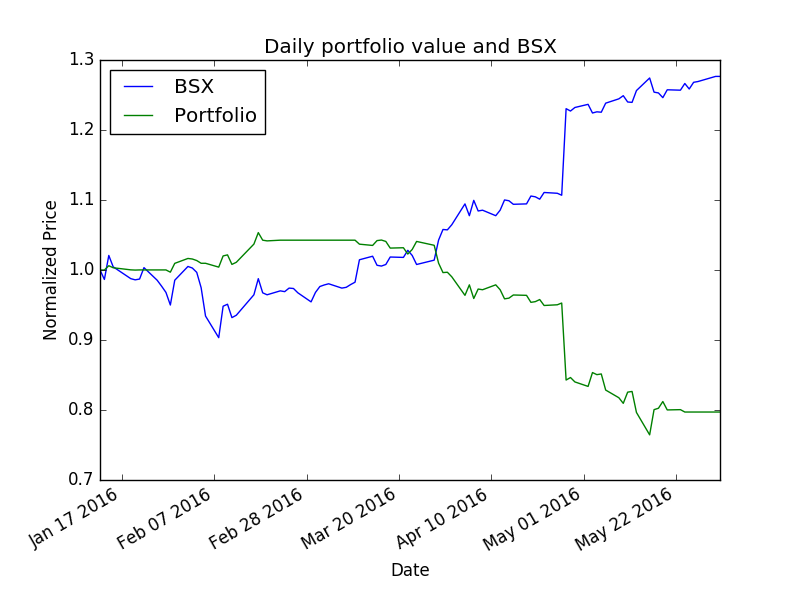 Daily portfolio value and BSX
BSX
Portfolio
1.3
1.2
1.1
1.0
0.9
0.8
0.7
Normalized Price
Jan 17 2016
Feb 07 2016
Feb 28 2016
Mar 20 2016
Apr 10 2016
May 01 2016
May 22 2016
Date